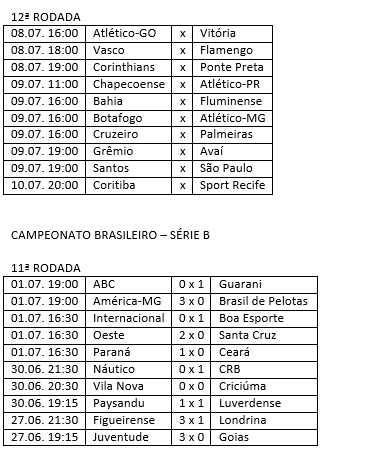 12ª RODADA
08.07. 16:00 Atlético-GO x Vitória
08.07. 18:00 Vasco x Flamengo
08.07. 19:00 Corinthians x Ponte Preta
09.07. 11:00 Chapecoense x Atlético-PR
09.07. 16:00 Bahia x Fluminense
09.07. 16:00 Botafogo x Atlético-MG
09.07. 16:00 Cruzeiro x Palmeiras
09.07. 19:00 Grêmio x Avaí
09.07. 19:00 Santos x São Paulo
10.07. 20:00 Coritiba x Sport Recife
CAMPEONATO BRASILEIRO – SÉRIE B
11ª RODADA
01.07. 19:00 ABC 0 x 1 Guarani
01.07. 19:00 América-MG 3 x 0 Brasil de Pelotas
01.07. 16:30 Internacional 0 x 1 Boa Esporte
01.07. 16:30 Oeste 2 x 0 Santa Cruz
01.07. 16:30 Paraná 1 x 0 Ceará
30.06. 21:30 Náutico 0 x 1 CRB
30.06. 20:30 Vila Nova 0 x 0 Criciúma
30.06. 19:15 Paysandu 1 x 1 Luverdense
27.06. 21:30 Figueirense 3 x 1 Londrina
27.06. 19:15 Juventude 3 x 0 Goias